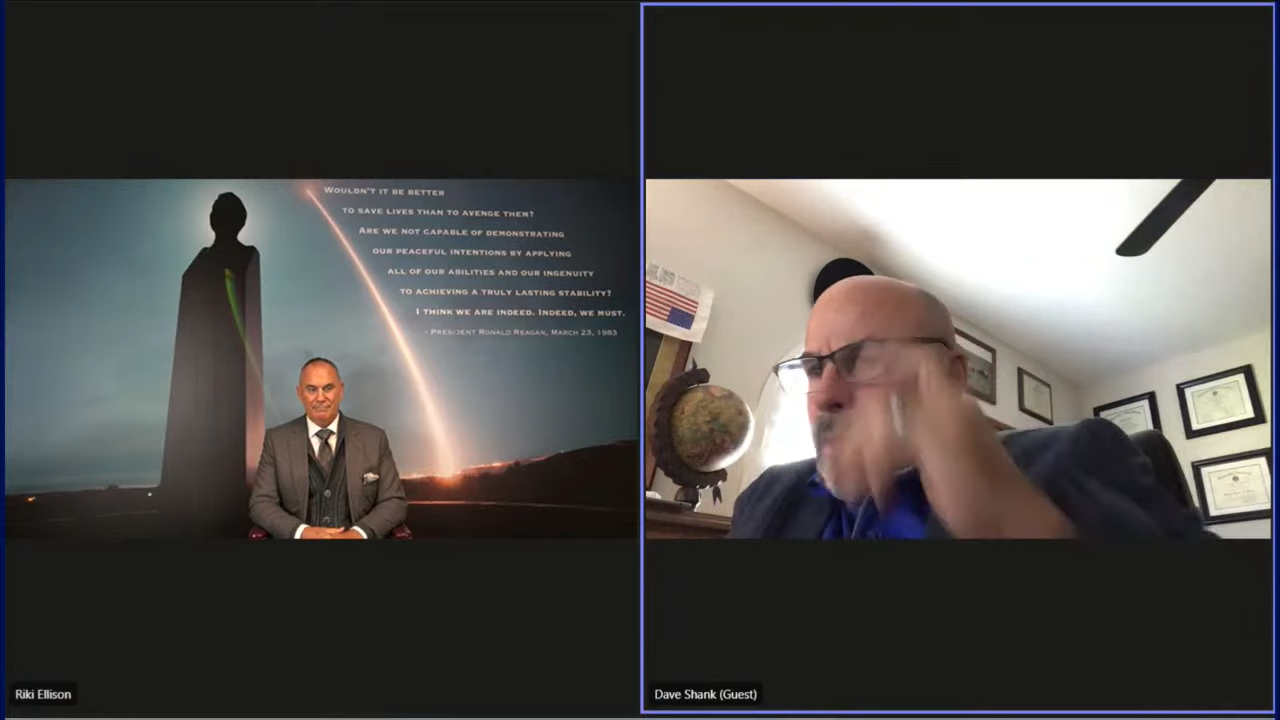 WOULDN'T IT BE BETTER
TO SAVE LIVES THAN TO AVENGE THEM?
ARE WE NOT CAPABLE OF DEMONSTRATING
OUR PEACEFUL INTENTIONS BY APPLYING
ALL OF OUR ABILITIES AND OUR INGENUITY
TO ACHIEVING A TRULY LASTING STABILITY?
I THINK WE ARE INDEED. INDEED, WE MUST.
- PRESIDENT RONALD REAGAN, MARCH 23, 1983
Riki Ellison
Dave Shank (Guest)